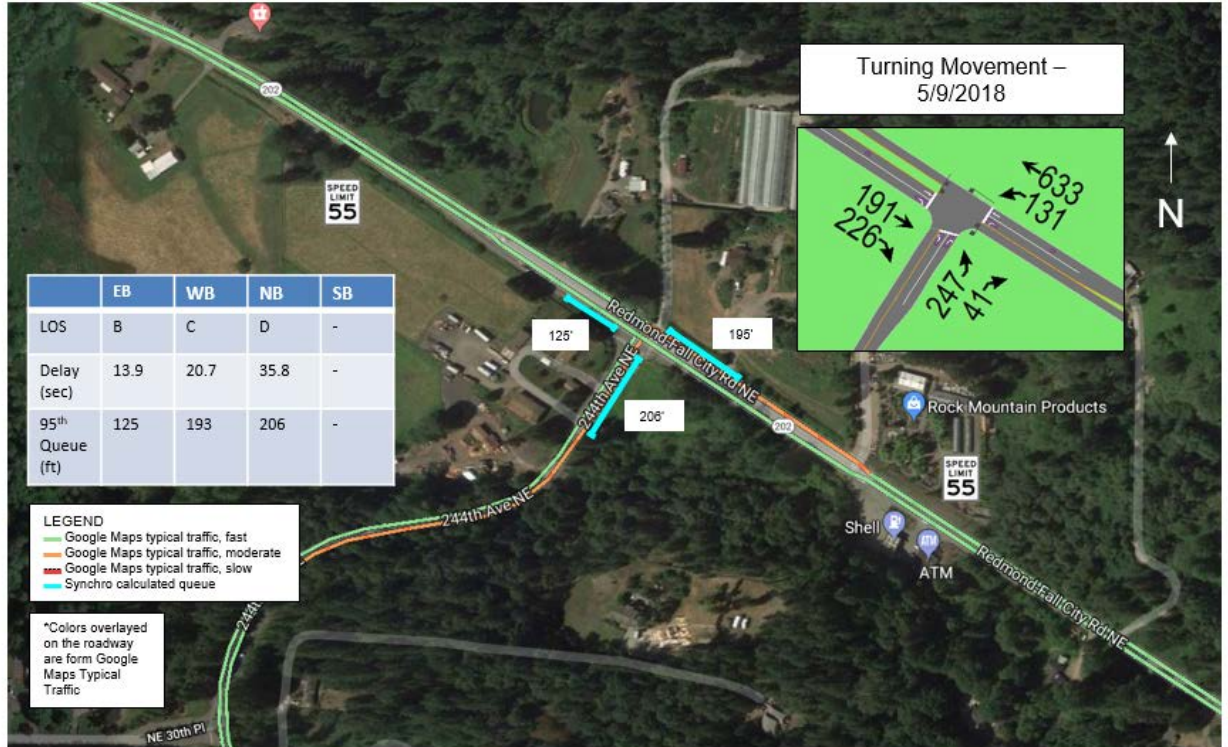 Turning Movement –
5/9/2018
N
633
131
191
226
247
41
202
SPEED
LIMIT
55
EB WB NB SB
LOS B C D -
Delay
(sec) 13.9 20.7 35.8 -
95th
Queue
(ft) 125 193 206 -
125'
195'
206'
Redmond-Fall City Rd NE
244th Ave NE
202
Rock Mountain Products
SPEED
LIMIT
55
Shell
ATM
ATM
Redmond-Fall City Rd NE
244th Ave NE
LEGEND
Google Maps typical traffic, fast
Google Maps typical traffic, moderate
Google Maps typical traffic, slow
Synchro calculated queue
*Colors overlayed
on the roadway
are form Google
Maps Typical
Traffic
244th
NE 30th Pl